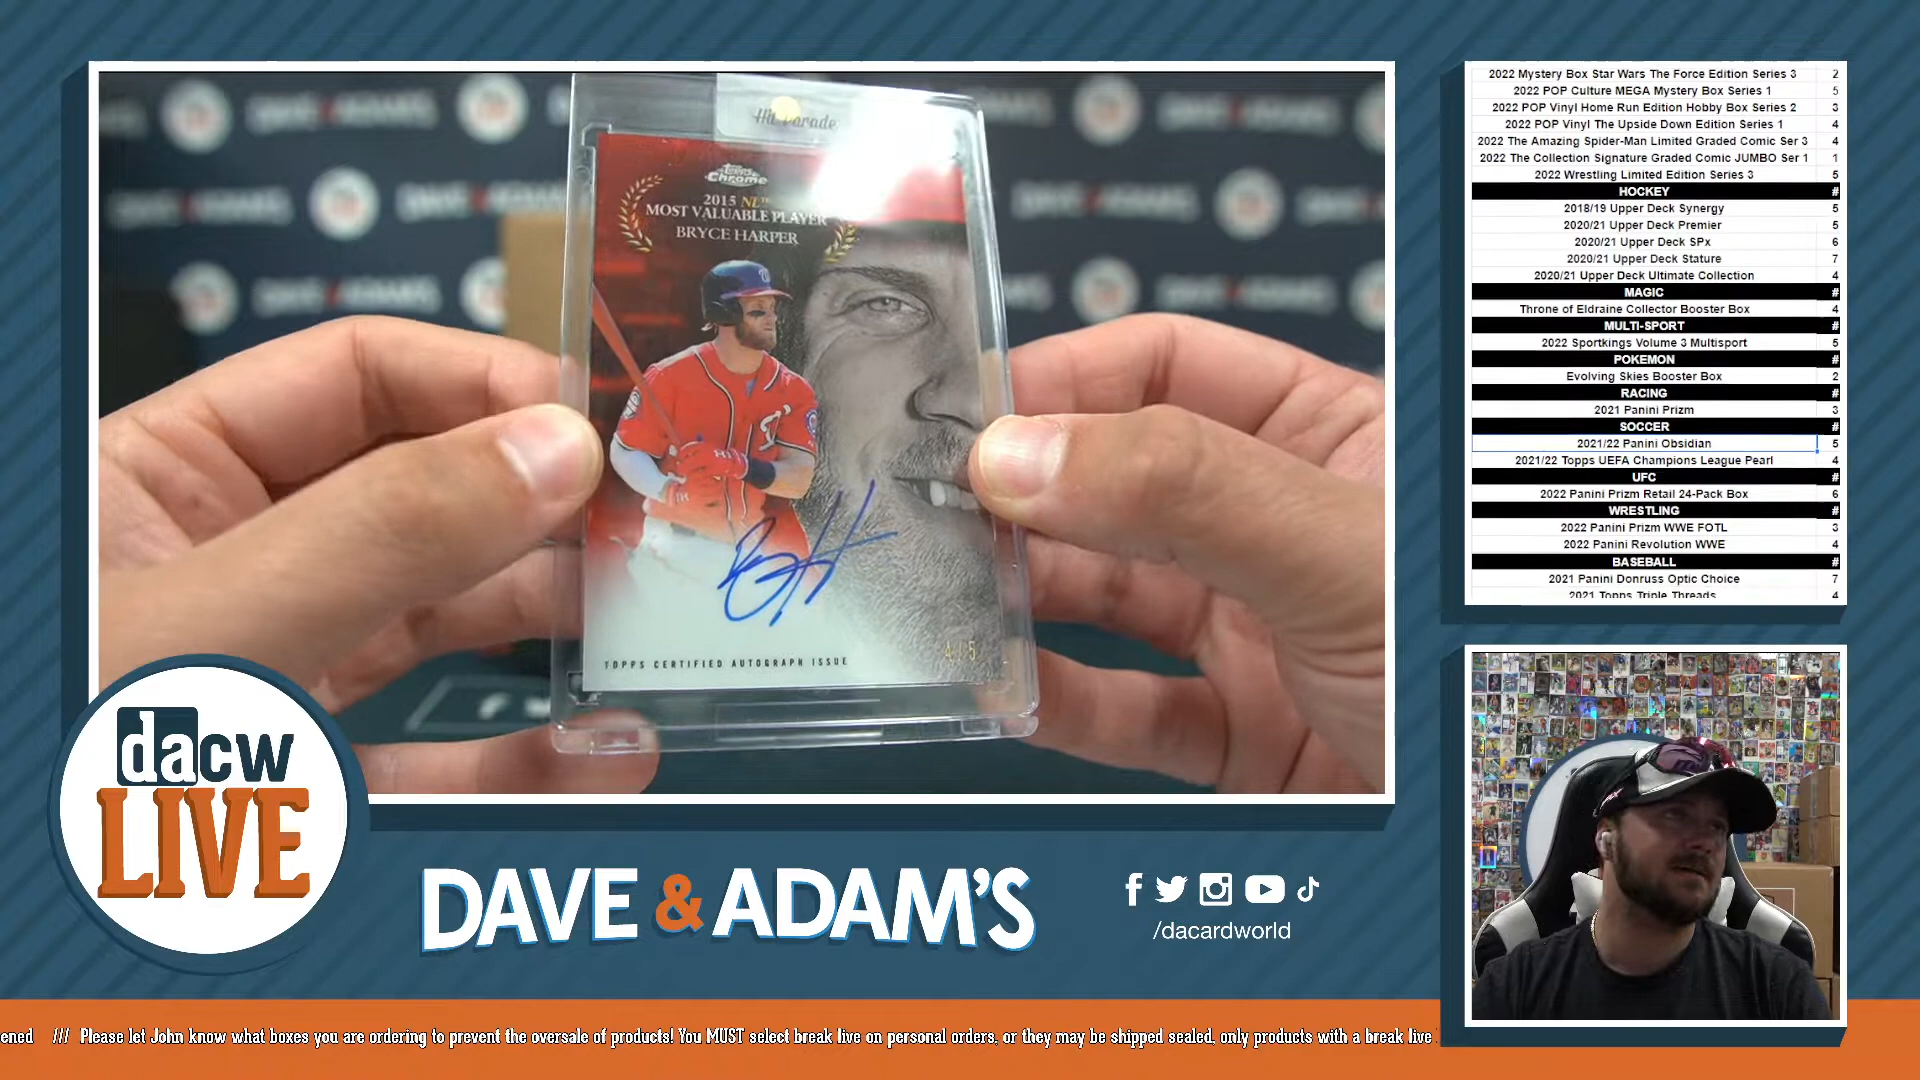 Hit Parade
Topps
Chrome
2015 NL™
MOST VALUABLE PLAYER
BRYCE HARPER
TOPPS CERTIFIED AUTOGRAPH ISSUE
4/5
2022 Mystery Box Star Wars The Force Edition Series 3 2
2022 POP Culture MEGA Mystery Box Series 1 5
2022 POP Vinyl Home Run Edition Hobby Box Series 2 3
2022 POP Vinyl The Upside Down Edition Series 1 4
2022 The Amazing Spider-Man Limited Graded Comic Ser 3 4
2022 The Collection Signature Graded Comic JUMBO Ser 1 1
2022 Wrestling Limited Edition Series 3 5
HOCKEY #
2018/19 Upper Deck Synergy 5
2020/21 Upper Deck Premier 5
2020/21 Upper Deck SPx 6
2020/21 Upper Deck Stature 7
2020/21 Upper Deck Ultimate Collection 4
MAGIC #
Throne of Eldraine Collector Booster Box 4
MULTI-SPORT #
2022 Sportkings Volume 3 Multisport 5
POKEMON #
Evolving Skies Booster Box 2
RACING #
2021 Panini Prizm 3
SOCCER #
2021/22 Panini Obsidian 5
2021/22 Topps UEFA Champions League Pearl 4
UFC #
2022 Panini Prizm Retail 24-Pack Box 6
WRESTLING #
2022 Panini Prizm WWE FOTL 3
2022 Panini Revolution WWE 4
BASEBALL #
2021 Panini Donruss Optic Choice 7
2021 Topps Triple Threads 4
dacw
LIVE
DAVE & ADAM'S
/dacardworld
ened /// Please let John know what boxes you are ordering to prevent the oversale of products! You MUST select break live on personal orders, or they may be shipped sealed, only products with a break live